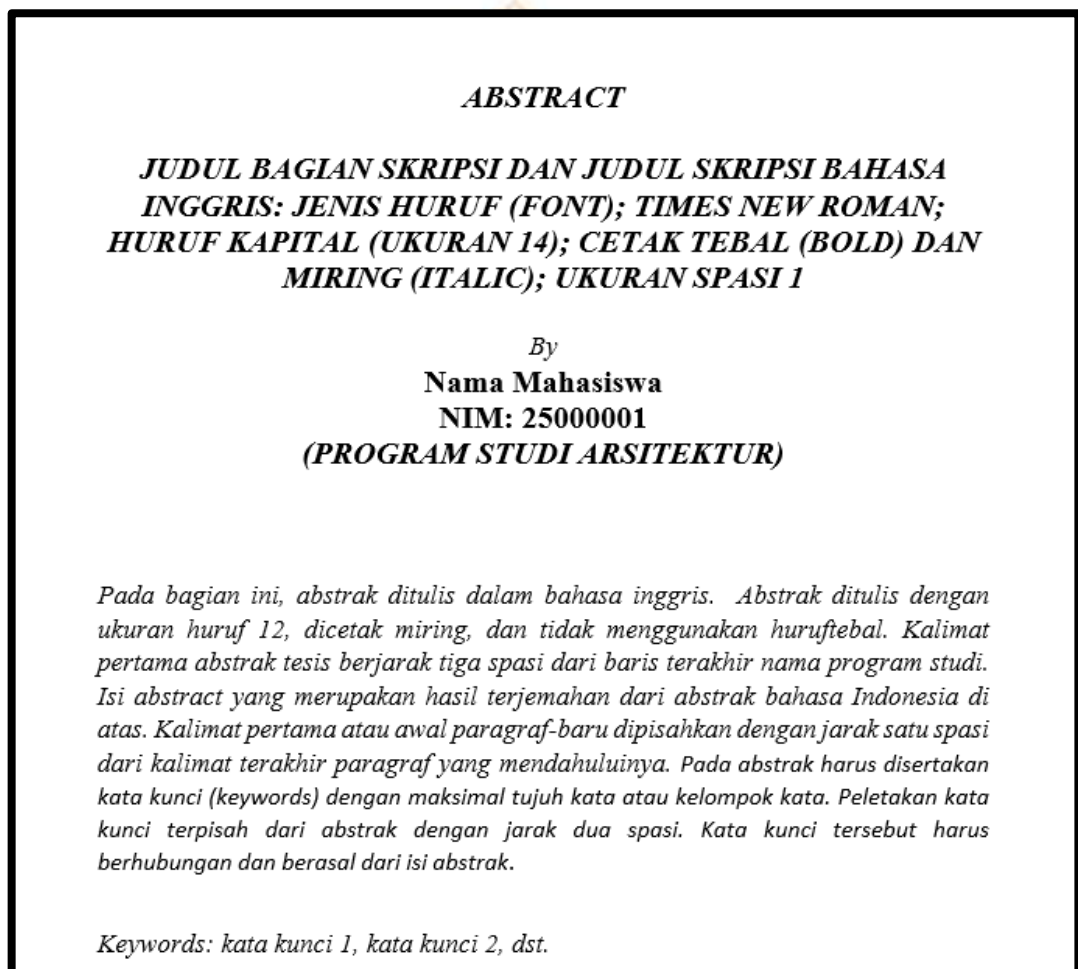 ABSTRACT
JUDUL BAGIAN SKRIPSI DAN JUDUL SKRIPSI BAHASA
INGGRIS: JENIS HURUF (FONT); TIMES NEW ROMAN;
HURUF KAPITAL (UKURAN 14); CETAK TEBAL (BOLD) DAN
MIRING (ITALIC); UKURAN SPASI 1
By
Nama Mahasiswa
NIM: 25000001
(PROGRAM STUDI ARSITEKTUR)
Pada bagian ini, abstrak ditulis dalam bahasa inggris. Abstrak ditulis dengan
ukuran huruf 12, dicetak miring, dan tidak menggunakan huruftebal. Kalimat
pertama abstrak tesis berjarak tiga spasi dari baris terakhir nama program studi.
Isi abstract yang merupakan hasil terjemahan dari abstrak bahasa Indonesia di
atas. Kalimat pertama atau awal paragraf-baru dipisahkan dengan jarak satu spasi
dari kalimat terakhir paragraf yang mendahuluinya. Pada abstrak harus disertakan
kata kunci (keywords) dengan maksimal tujuh kata atau kelompok kata. Peletakan kata
kunci terpisah dari abstrak dengan jarak dua spasi. Kata kunci tersebut harus
berhubungan dan berasal dari isi abstrak.
Keywords: kata kunci 1, kata kunci 2, dst.